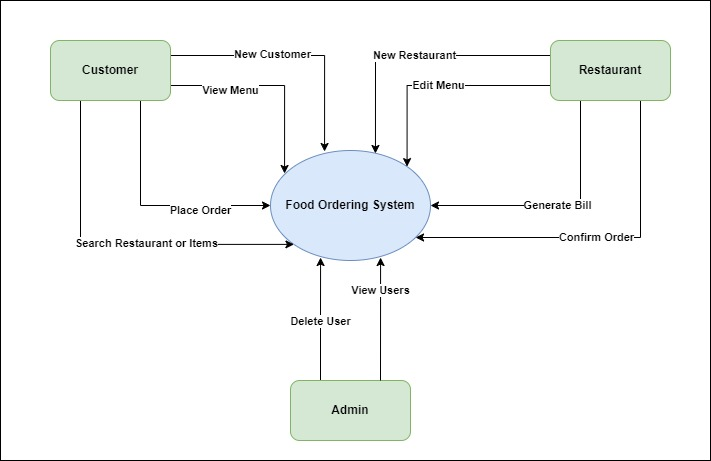 New Customer
New Restaurant
Customer
Restaurant
View Menu
Edit Menu
Food Ordering System
Place Order
Generate Bill
Search Restaurant or Items
Confirm Order
View Users
Delete User
Admin